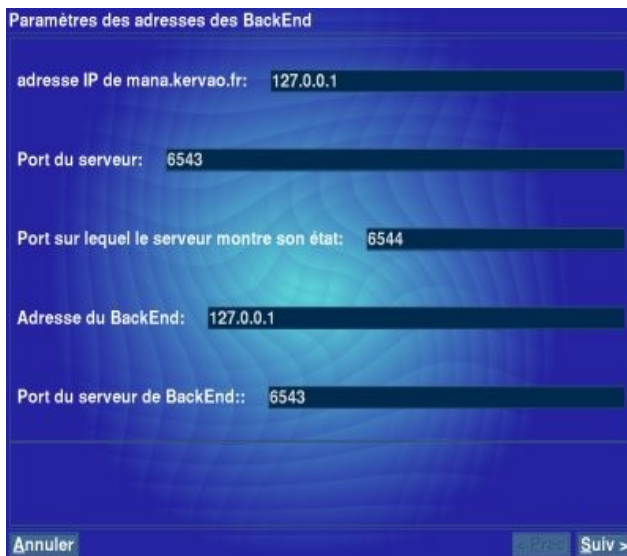 Paramètres des adresses des BackEnd
adresse IP de mana.kervao.fr: 127.0.0.1
Port du serveur: 6543
Port sur lequel le serveur montre son état: 6544
Adresse du BackEnd: 127.0.0.1
Port du serveur de BackEnd:: 6543
Annuler < Prec Suiv >